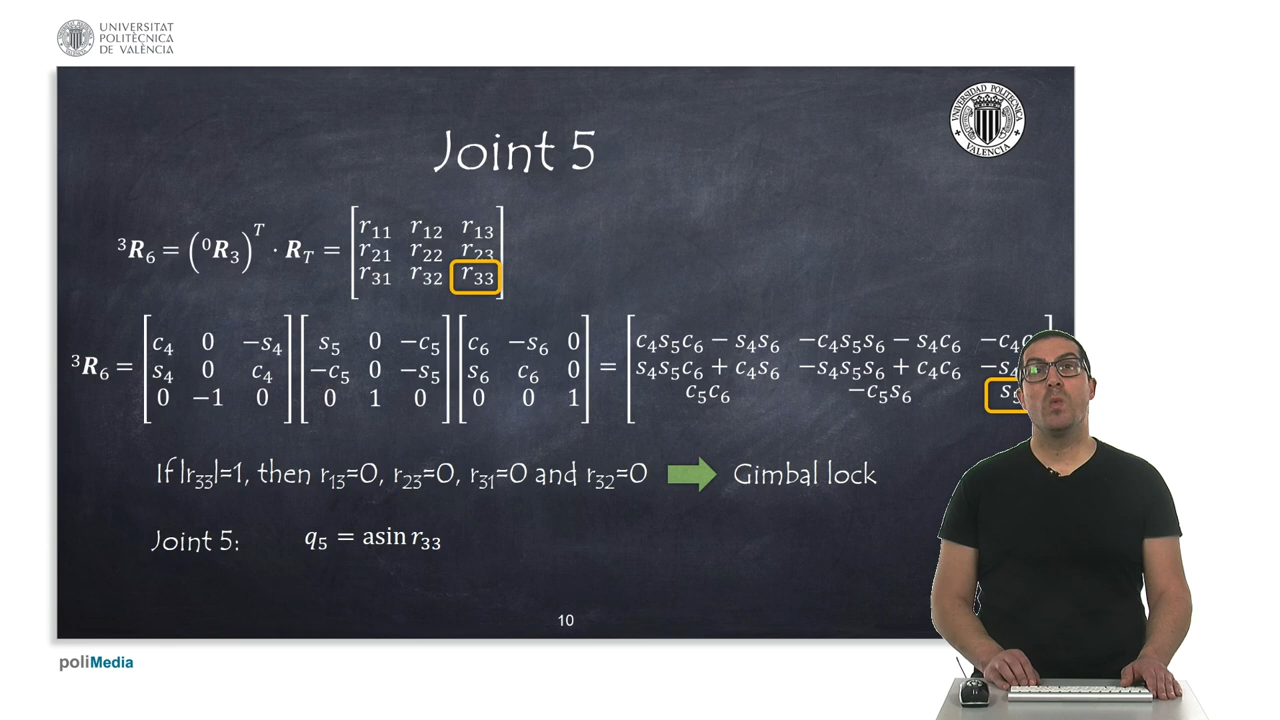 UNIVERSITAT
POLITÈCNICA
DE VALÈNCIA
UNIVERSIDAD POLITECNICA
VALENCIA
Joint 5
³R₆ = (⁰R₃)ᵀ · R_T = [r₁₁ r₁₂ r₁₃
r₂₁ r₂₂ r₂₃
r₃₁ r₃₂ r₃₃]
³R₆ = [c₄ 0 −s₄] [s₅ 0 −c₅] [c₆ −s₆ 0] = [c₄s₅c₆ − s₄s₆ −c₄s₅s₆ − s₄c₆
[s₄ 0 c₄] [−c₅ 0 −s₅] [s₆ c₆ 0] s₄s₅c₆ + c₄s₆ −s₄s₅s₆ + c₄c₆
[0 −1 0] [0 1 0] [0 0 1] c₅c₆ −c₅s₆
If |r₃₃|=1, then r₁₃=0, r₂₃=0, r₃₁=0 and r₃₂=0 Gimbal lock
Joint 5: q₅ = asin r₃₃
10
poliMedia